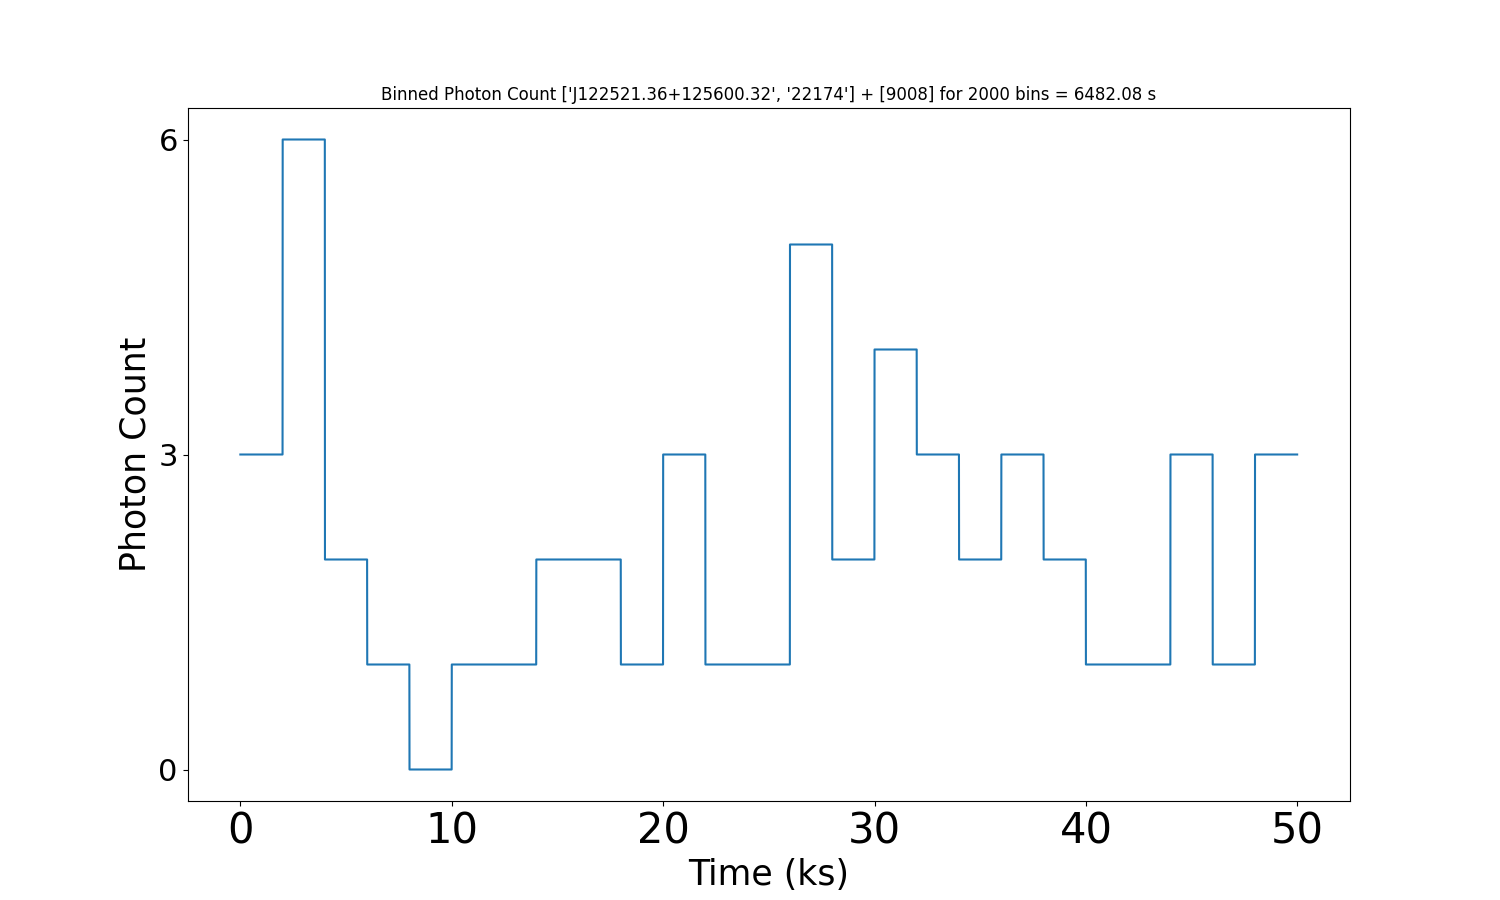 Binned Photon Count ['J122521.36+125600.32', '22174'] + [9008] for 2000 bins = 6482.08 s
6
3
0
Photon Count
0 10 20 30 40 50
Time (ks)